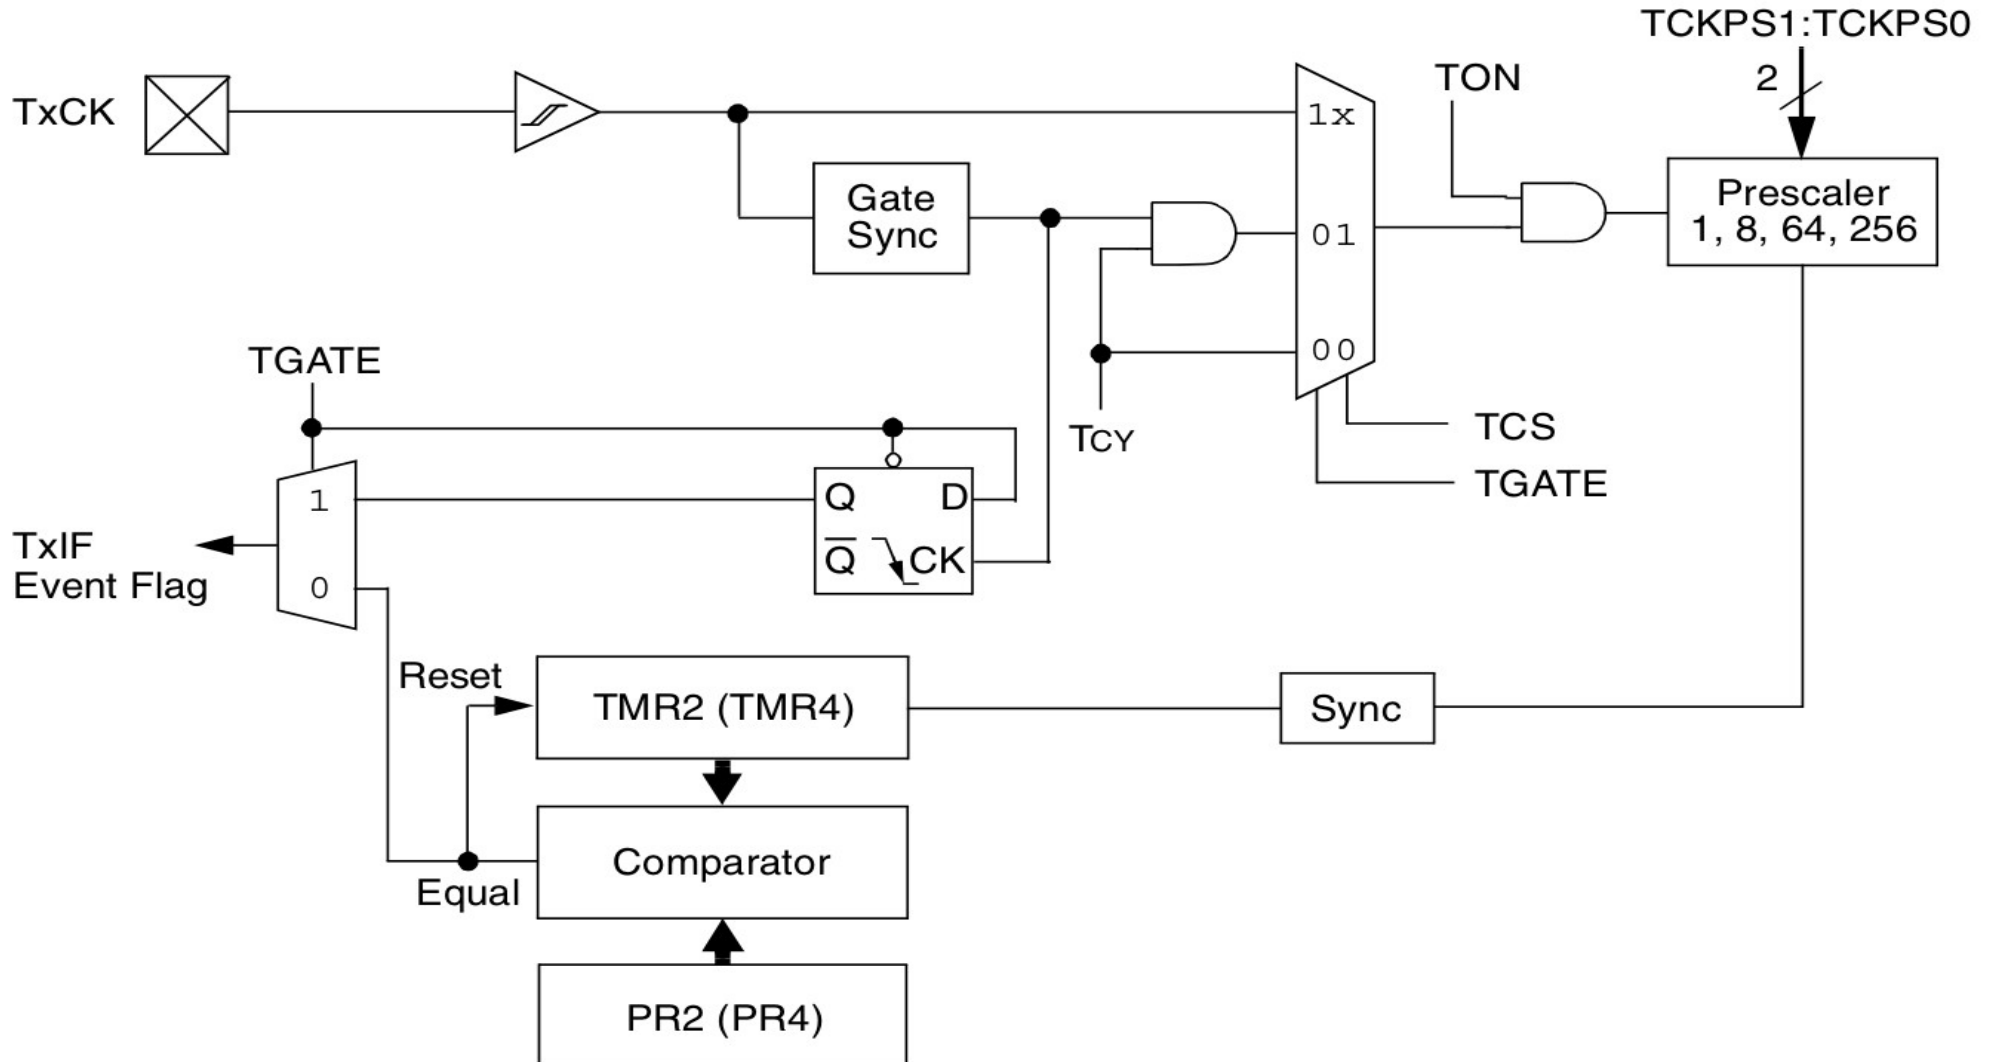 TCKPS1:TCKPS0
TON
2
TxCK
1x
Prescaler
1, 8, 64, 256
Gate
Sync
01
00
TGATE
TCY
TCS
TGATE
1
Q
D
TxIF
Event Flag
Q̅
CK
0
Reset
TMR2 (TMR4)
Sync
Comparator
Equal
PR2 (PR4)